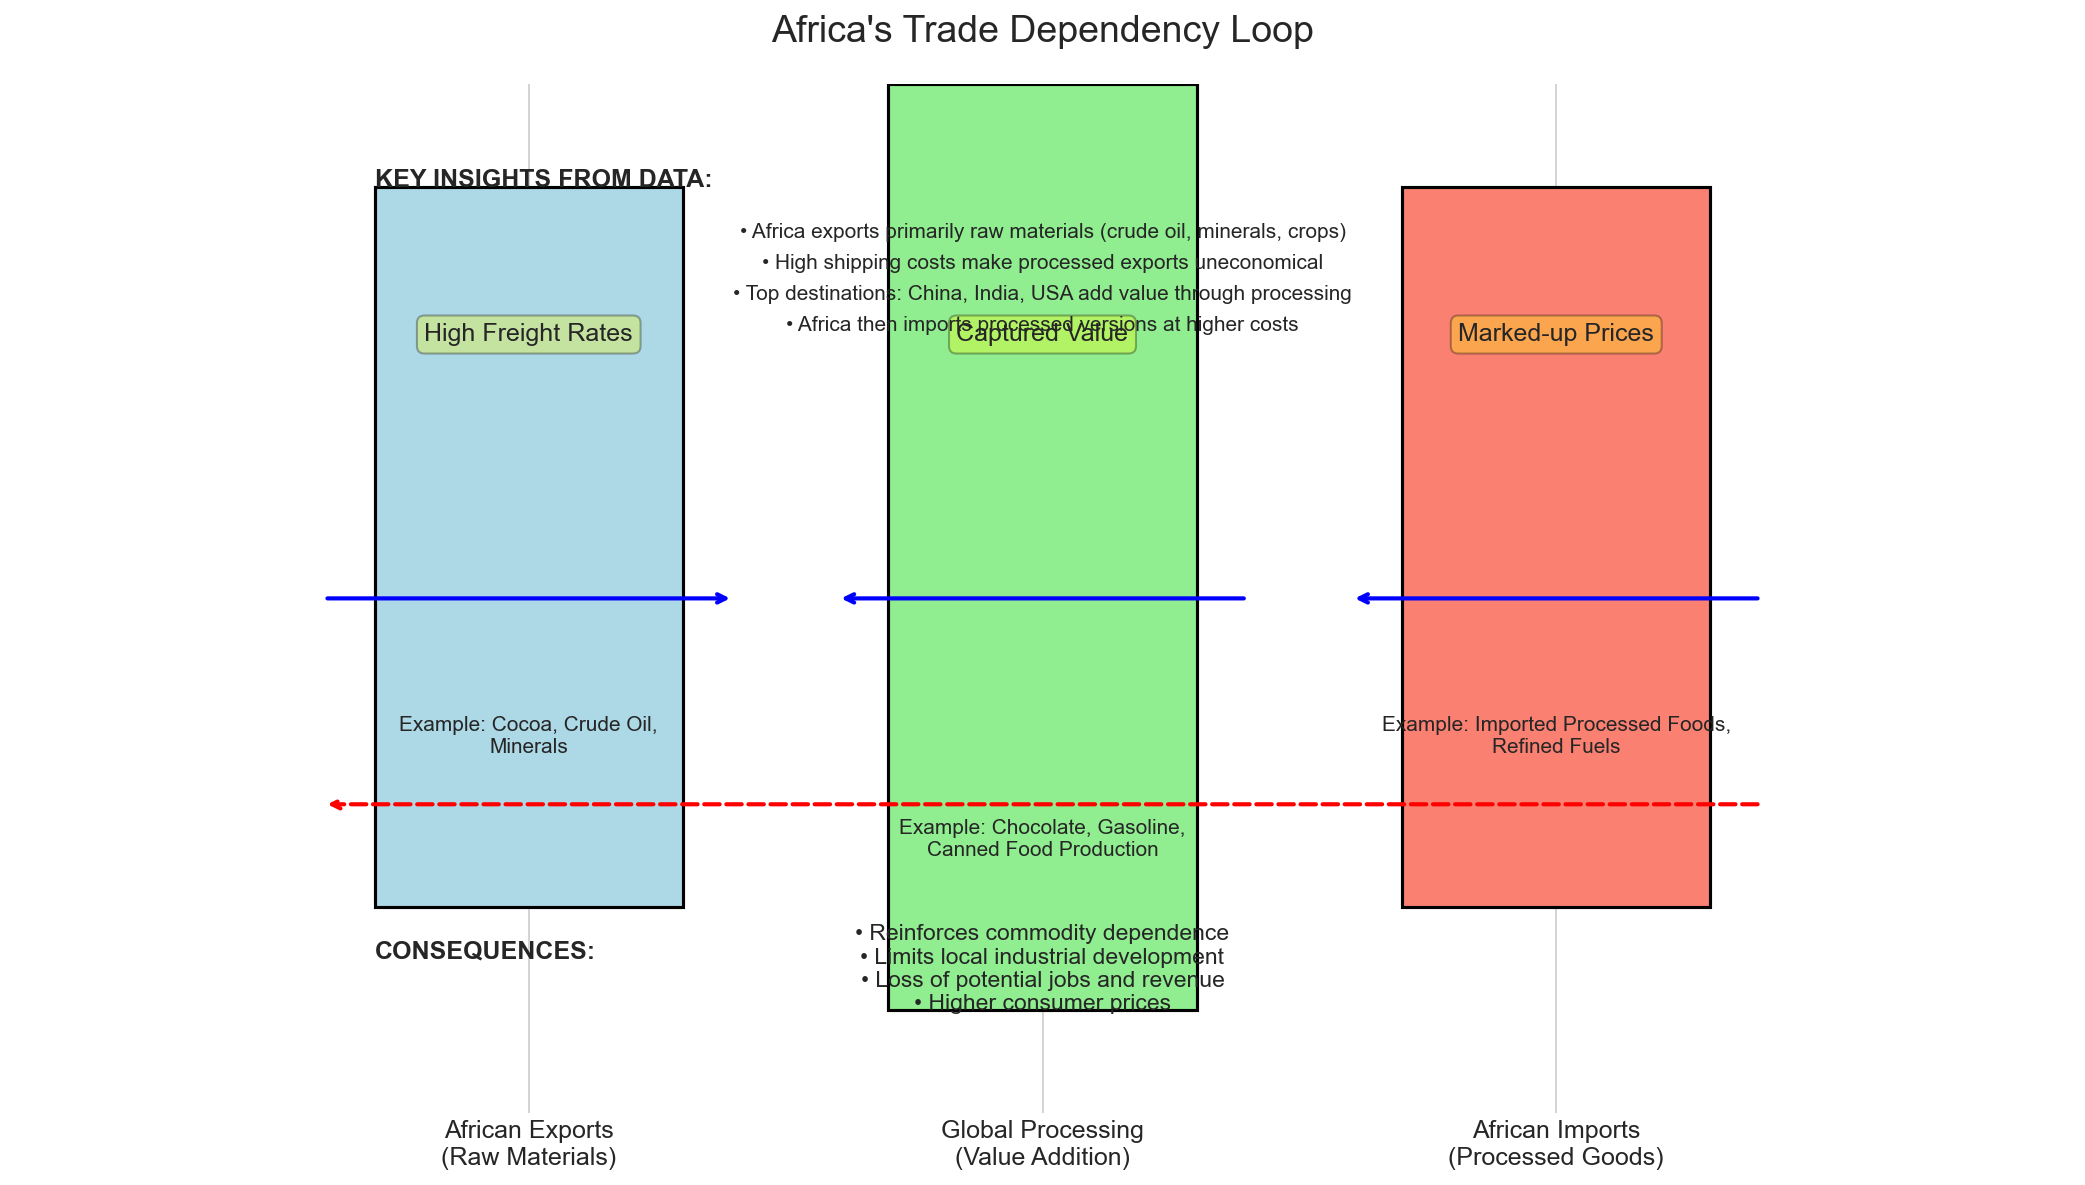 Africa's Trade Dependency Loop
KEY INSIGHTS FROM DATA:
• Africa exports primarily raw materials (crude oil, minerals, crops)
• High shipping costs make processed exports uneconomical
• Top destinations: China, India, USA add value through processing
• Africa then imports processed versions at higher costs
High Freight Rates
Captured Value
Marked-up Prices
Example: Cocoa, Crude Oil,
Minerals
Example: Imported Processed Foods,
Refined Fuels
Example: Chocolate, Gasoline,
Canned Food Production
CONSEQUENCES:
• Reinforces commodity dependence
• Limits local industrial development
• Loss of potential jobs and revenue
• Higher consumer prices
African Exports
(Raw Materials)
Global Processing
(Value Addition)
African Imports
(Processed Goods)